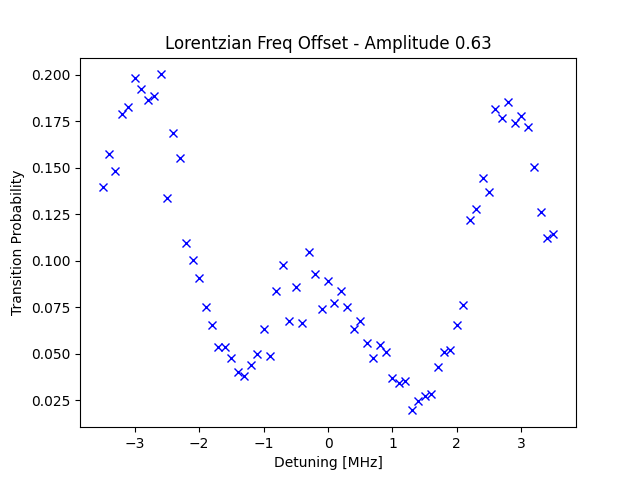 Lorentzian Freq Offset - Amplitude 0.63
0.200
0.175
0.150
0.125
0.100
0.075
0.050
0.025
Transition Probability
−3 −2 −1 0 1 2 3
Detuning [MHz]